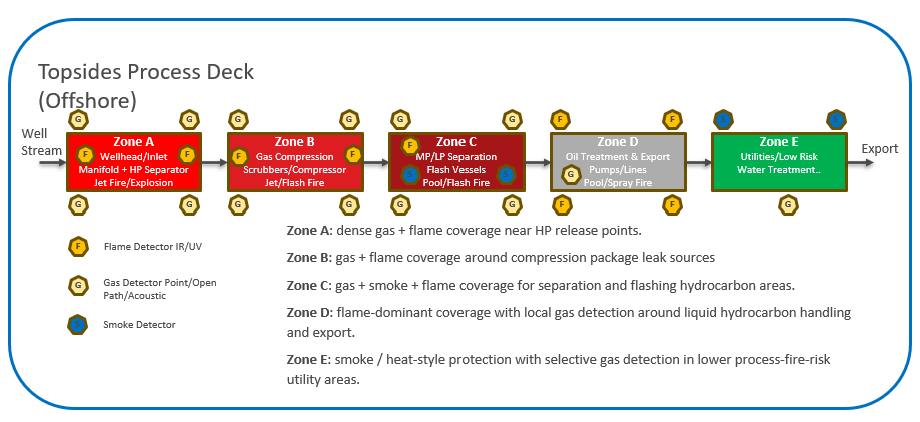 Topsides Process Deck
(Offshore)
Well
Stream
G
G
G
G
G
G
F
F
S
S
Zone A
Wellhead/Inlet
Manifold + HP Separator
Jet Fire/Explosion
F
F
Zone B
Gas Compression
Scrubbers/Compressor
Jet/Flash Fire
F
F
Zone C
MP/LP Separation
Flash Vessels
Pool/Flash Fire
F
S
S
Zone D
Oil Treatment & Export
Pumps/Lines
Pool/Spray Fire
G
Zone E
Utilities/Low Risk
Water Treatment..
Export
G
G
G
G
G
G
F
F
G
F
Flame Detector IR/UV
G
Gas Detector Point/Open
Path/Acoustic
S
Smoke Detector
Zone A: dense gas + flame coverage near HP release points.
Zone B: gas + flame coverage around compression package leak sources
Zone C: gas + smoke + flame coverage for separation and flashing hydrocarbon areas.
Zone D: flame-dominant coverage with local gas detection around liquid hydrocarbon handling
and export.
Zone E: smoke / heat-style protection with selective gas detection in lower process-fire-risk
utility areas.